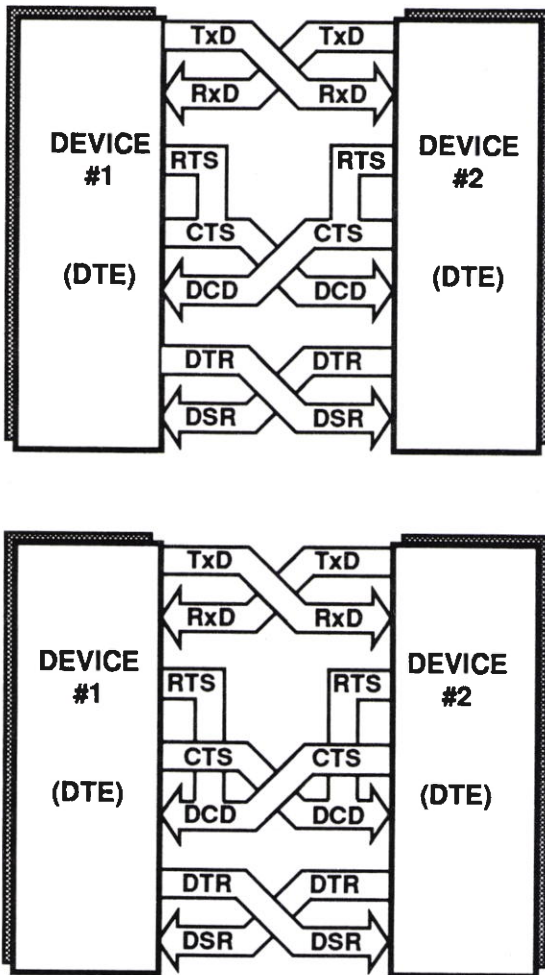 TxD TxD
RxD RxD
DEVICE #1
RTS RTS
DEVICE #2
CTS CTS
(DTE) (DTE)
DCD DCD
DTR DTR
DSR DSR
TxD TxD
RxD RxD
DEVICE #1
RTS RTS
DEVICE #2
CTS CTS
(DTE) (DTE)
DCD DCD
DTR DTR
DSR DSR